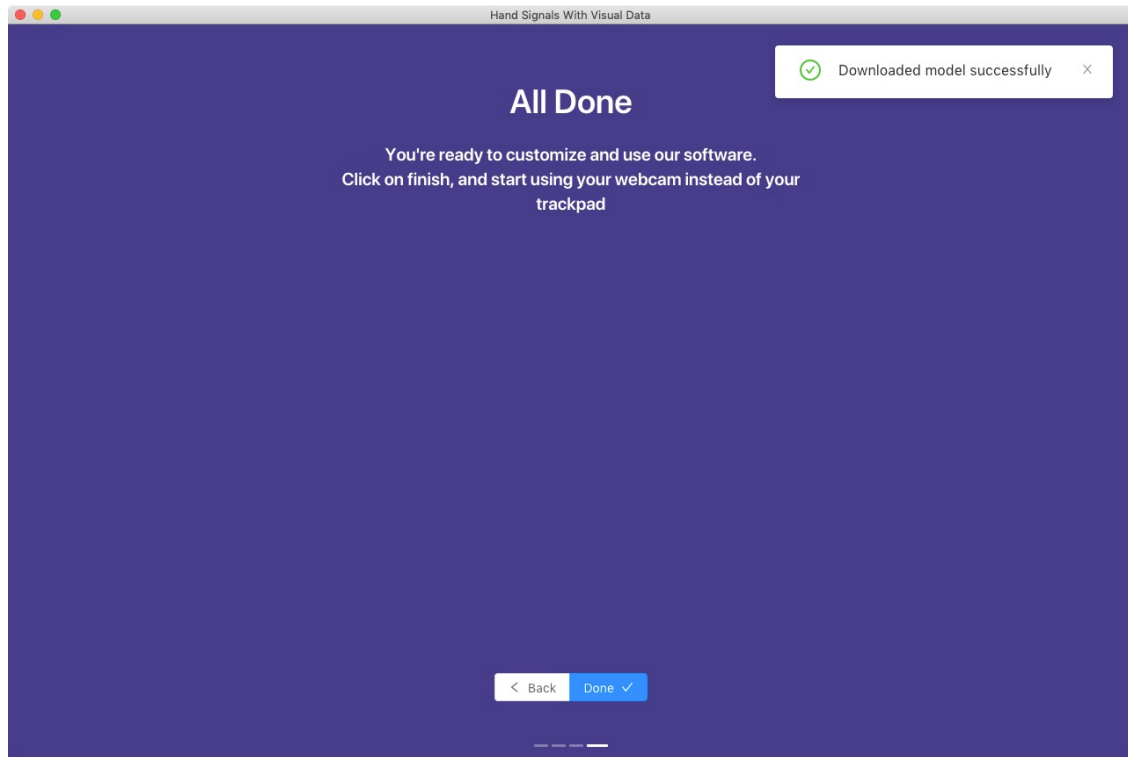 Hand Signals With Visual Data
Downloaded model successfully
All Done
You're ready to customize and use our software.
Click on finish, and start using your webcam instead of your
trackpad
Back
Done